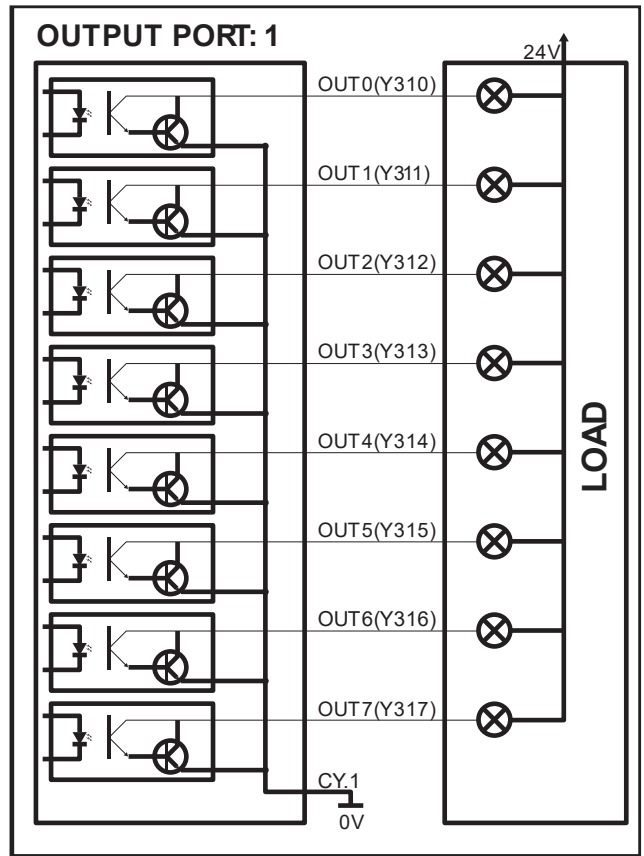 OUTPUT PORT: 1
24V
OUT0(Y310)
OUT1(Y311)
OUT2(Y312)
OUT3(Y313)
OUT4(Y314)
OUT5(Y315)
OUT6(Y316)
OUT7(Y317)
LOAD
CY.1
0V